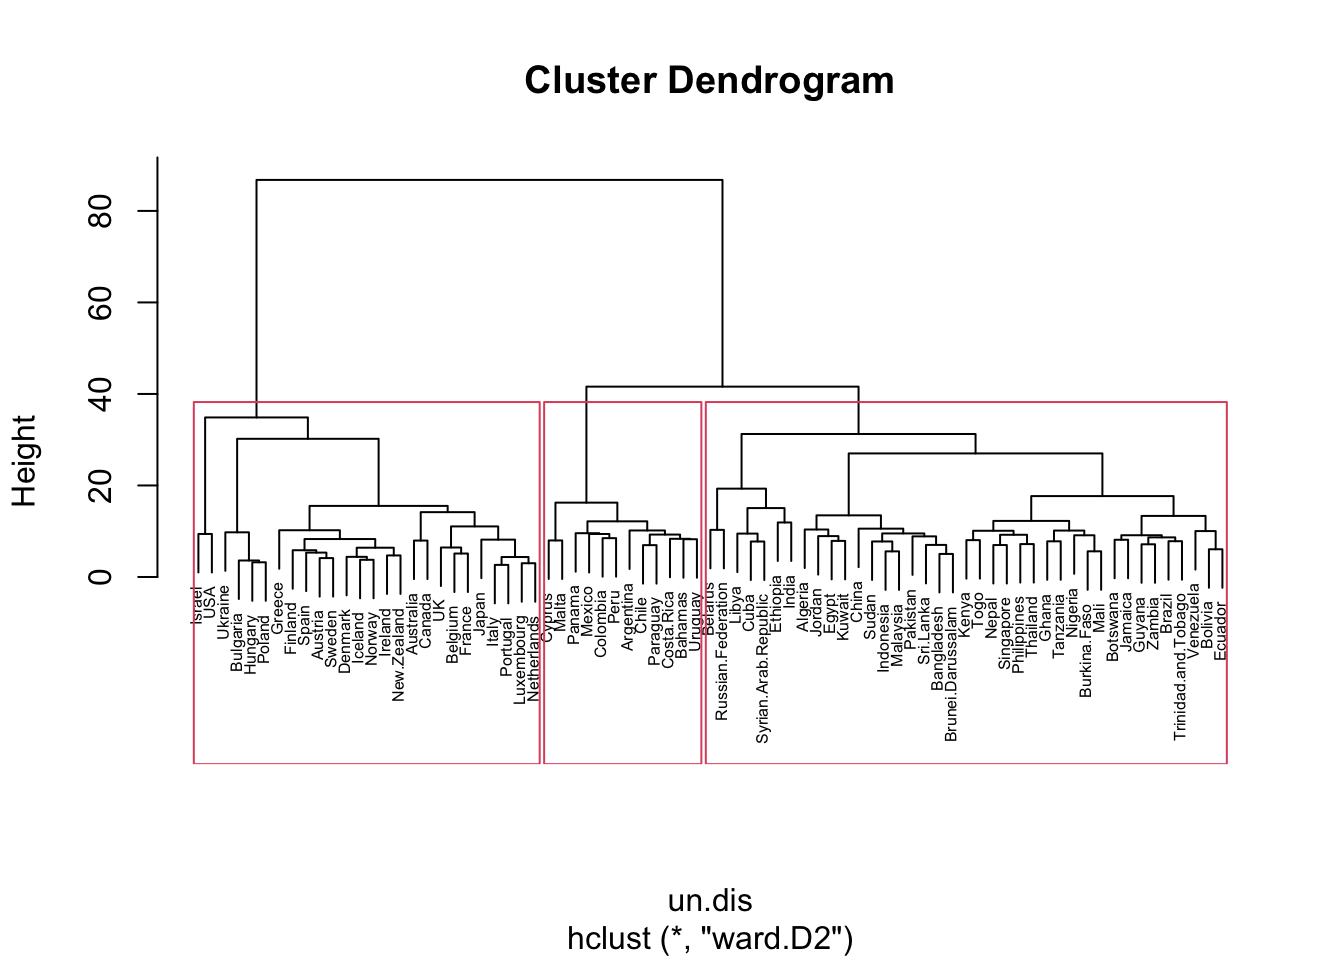 Cluster Dendrogram
Height
0
20
40
60
80
Israel
USA
Ukraine
Bulgaria
Hungary
Poland
Greece
Finland
Spain
Austria
Sweden
Denmark
Iceland
Norway
Ireland
New.Zealand
Australia
Canada
UK
Belgium
France
Japan
Italy
Portugal
Luxembourg
Netherlands
Cyprus
Malta
Panama
Mexico
Colombia
Peru
Argentina
Chile
Paraguay
Costa.Rica
Bahamas
Uruguay
Belarus
Russian.Federation
Libya
Cuba
Syrian.Arab.Republic
Ethiopia
India
Algeria
Jordan
Egypt
Kuwait
China
Sudan
Indonesia
Malaysia
Pakistan
Sri.Lanka
Bangladesh
Brunei.Darussalam
Kenya
Togo
Nepal
Singapore
Philippines
Thailand
Ghana
Tanzania
Nigeria
Burkina.Faso
Mali
Botswana
Jamaica
Guyana
Zambia
Brazil
Trinidad.and.Tobago
Venezuela
Bolivia
Ecuador
un.dis
hclust (*, "ward.D2")